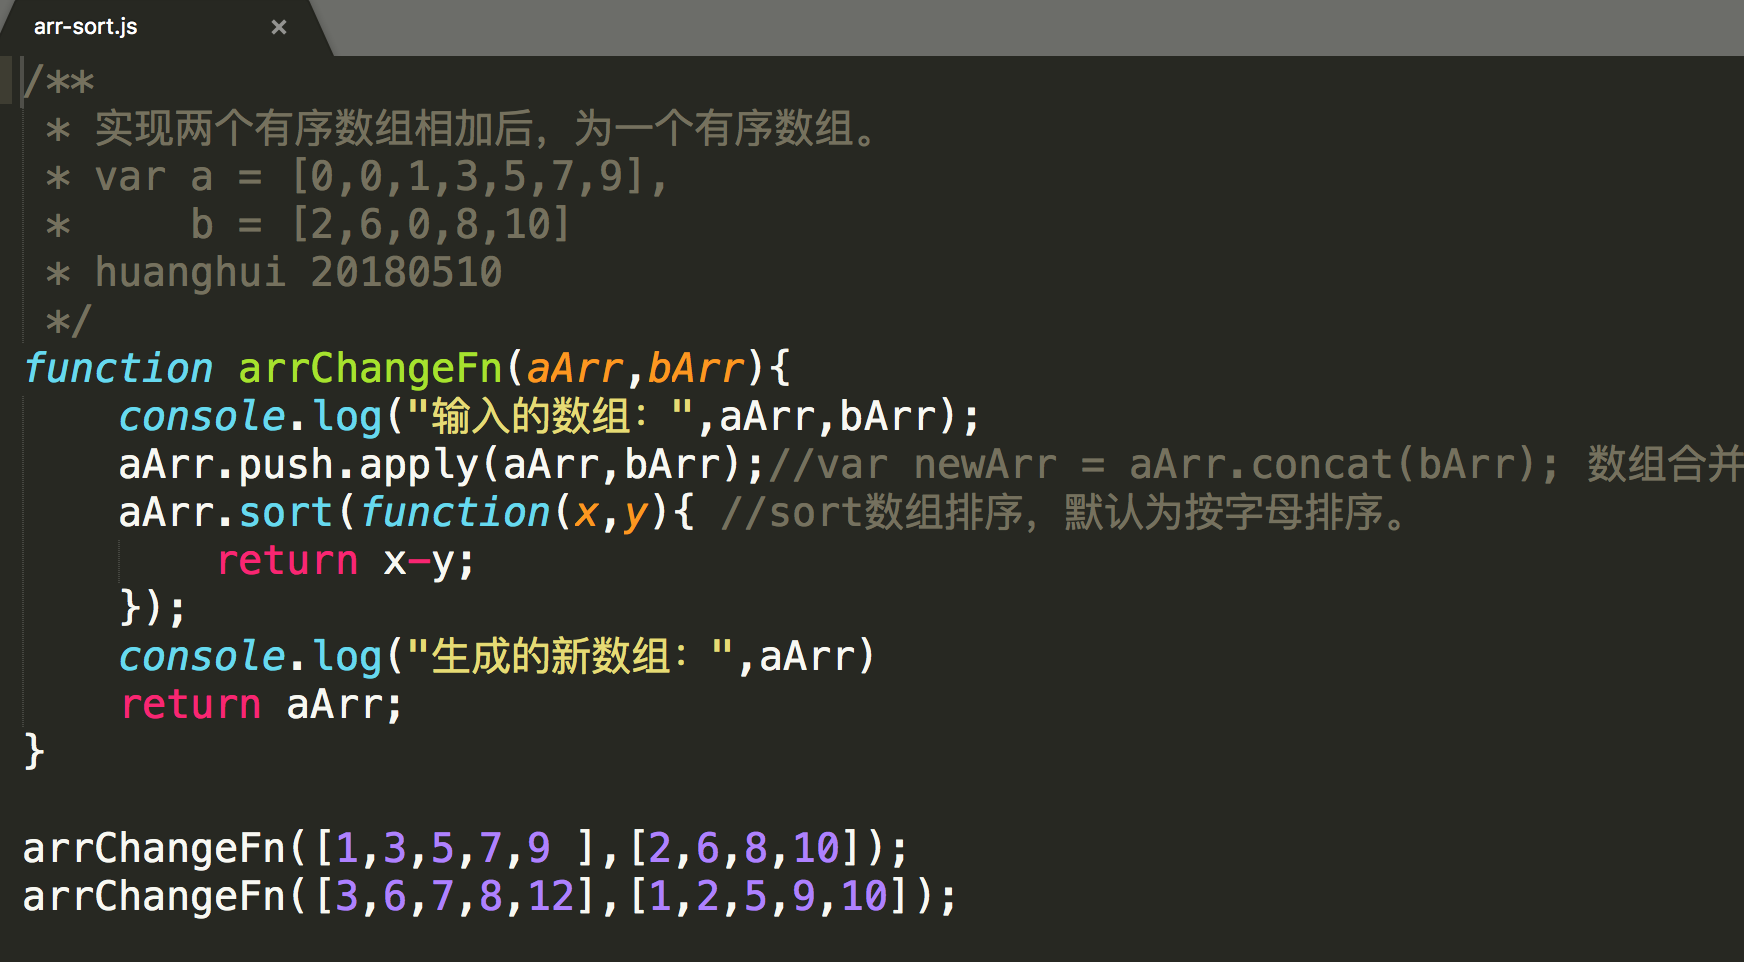 arr-sort.js ×
/**
 * 实现两个有序数组相加后，为一个有序数组。
 * var a = [0,0,1,3,5,7,9],
 *     b = [2,6,0,8,10]
 * huanghui 20180510
 */
function arrChangeFn(aArr,bArr){
    console.log("输入的数组：",aArr,bArr);
    aArr.push.apply(aArr,bArr);//var newArr = aArr.concat(bArr); 数组合并
    aArr.sort(function(x,y){ //sort数组排序，默认为按字母排序。
        return x-y;
    });
    console.log("生成的新数组：",aArr)
    return aArr;
}
arrChangeFn([1,3,5,7,9 ],[2,6,8,10]);
arrChangeFn([3,6,7,8,12],[1,2,5,9,10]);